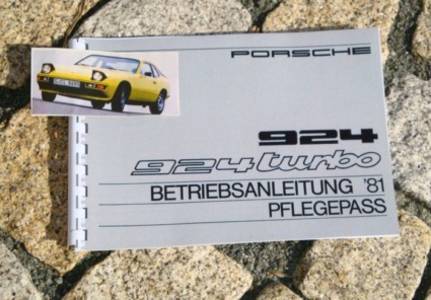 PORSCHE
924
924 turbo
BETRIEBSANLEITUNG '81
PFLEGEPASS